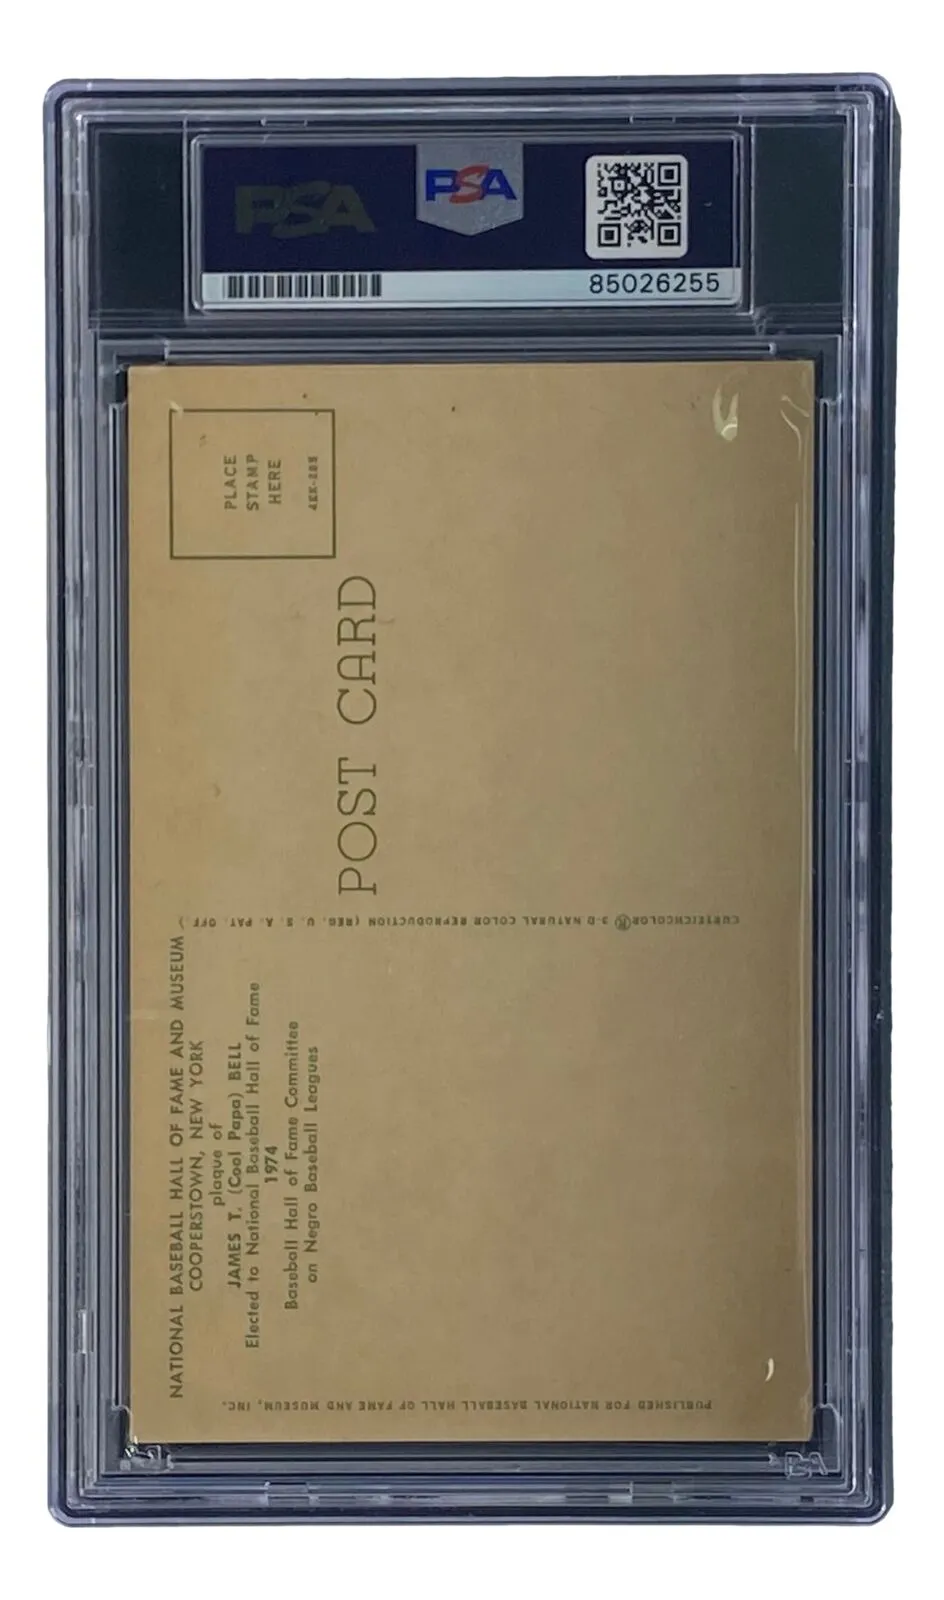 PSA
PSA
85026255
PLACE
STAMP
HERE
4EK-285
POST CARD
CURTEICHCOLOR® 3-D NATURAL COLOR REPRODUCTION (REG. U. S. A. PAT. OFF.)
NATIONAL BASEBALL HALL OF FAME AND MUSEUM
COOPERSTOWN, NEW YORK
plaque of
JAMES T. (Cool Papa) BELL
Elected to National Baseball Hall of Fame
1974
Baseball Hall of Fame Committee
on Negro Baseball Leagues
PUBLISHED FOR NATIONAL BASEBALL HALL OF FAME AND MUSEUM, INC.